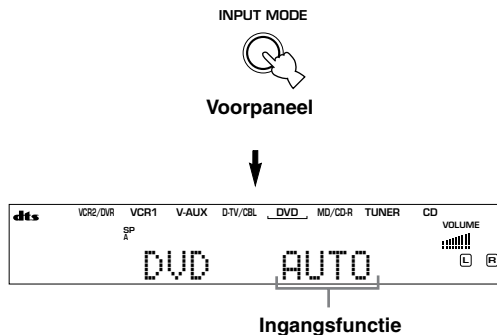 INPUT MODE
Voorpaneel
dts VCR2/DVR VCR1 V-AUX D-TV/CBL DVD MD/CD-R TUNER CD
VOLUME
SP
A
L R
DVD AUTO
Ingangsfunctie